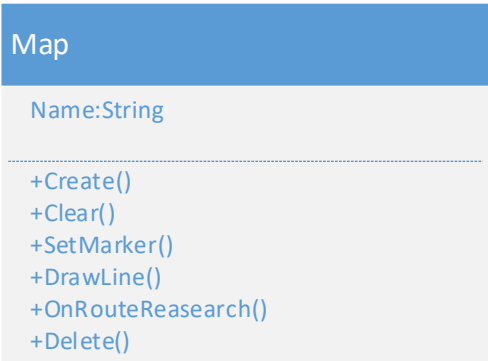 Map
Name:String
+Create()
+Clear()
+SetMarker()
+DrawLine()
+OnRouteReasearch()
+Delete()